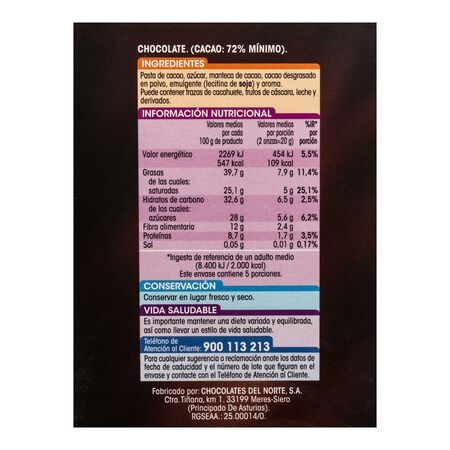 CHOCOLATE. (CACAO: 72% MÍNIMO).
INGREDIENTES
Pasta de cacao, azúcar, manteca de cacao, cacao desgrasado
en polvo, emulgente (lecitina de soja) y aroma.
Puede contener trazas de cacahuete, frutos de cáscara, leche y
derivados.
INFORMACIÓN NUTRICIONAL
Valores medios por cada 100 g de producto
Valores medios por porción (2 onzas=20 g)
%IR* por porción
Valor energético 2269 kJ 454 kJ 5,5%
547 kcal 109 kcal
Grasas 39,7 g 7,9 g 11,4%
de las cuales:
saturadas 25,1 g 5 g 25,1%
Hidratos de carbono 32,6 g 6,5 g 2,5%
de los cuales:
azúcares 28 g 5,6 g 6,2%
Fibra alimentaria 12 g 2,4 g
Proteínas 8,7 g 1,7 g 3,5%
Sal 0,05 g 0,01 g 0,17%
*Ingesta de referencia de un adulto medio
(8.400 kJ / 2.000 kcal)
Este envase contiene 5 porciones.
CONSERVACIÓN
Conservar en lugar fresco y seco.
VIDA SALUDABLE
Es importante mantener una dieta variada y equilibrada,
así como llevar un estilo de vida saludable.
Teléfono de
Atención al Cliente: 900 113 213
Para cualquier sugerencia o reclamación anote los datos de
fecha de caducidad y el número de lote que figuran en el
envase y contacte con el Teléfono de Atención al Cliente.
Fabricado por: CHOCOLATES DEL NORTE, S.A.
Ctra. Tiñana, km 1. 33199 Meres-Siero
(Principado De Asturias).
RGSEAA.: 25.00014/O.